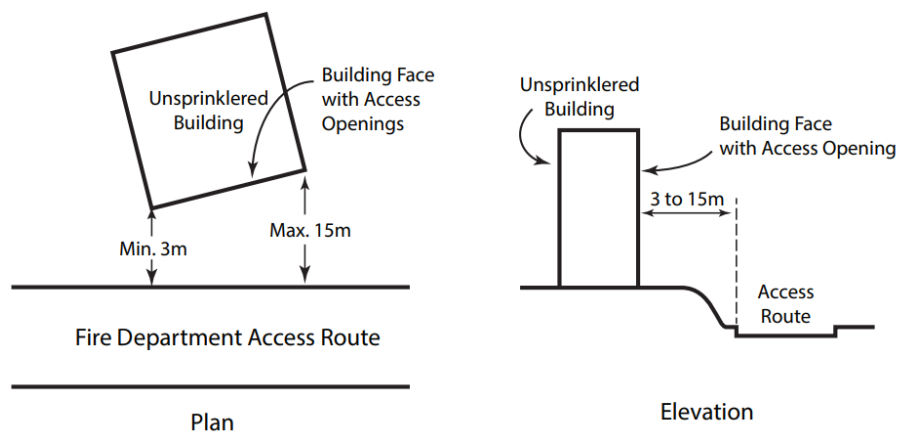 Unsprinklered
Building
Building Face
with Access
Openings
Min. 3m
Max. 15m
Fire Department Access Route
Plan
Unsprinklered
Building
Building Face
with Access Opening
3 to 15m
Access
Route
Elevation